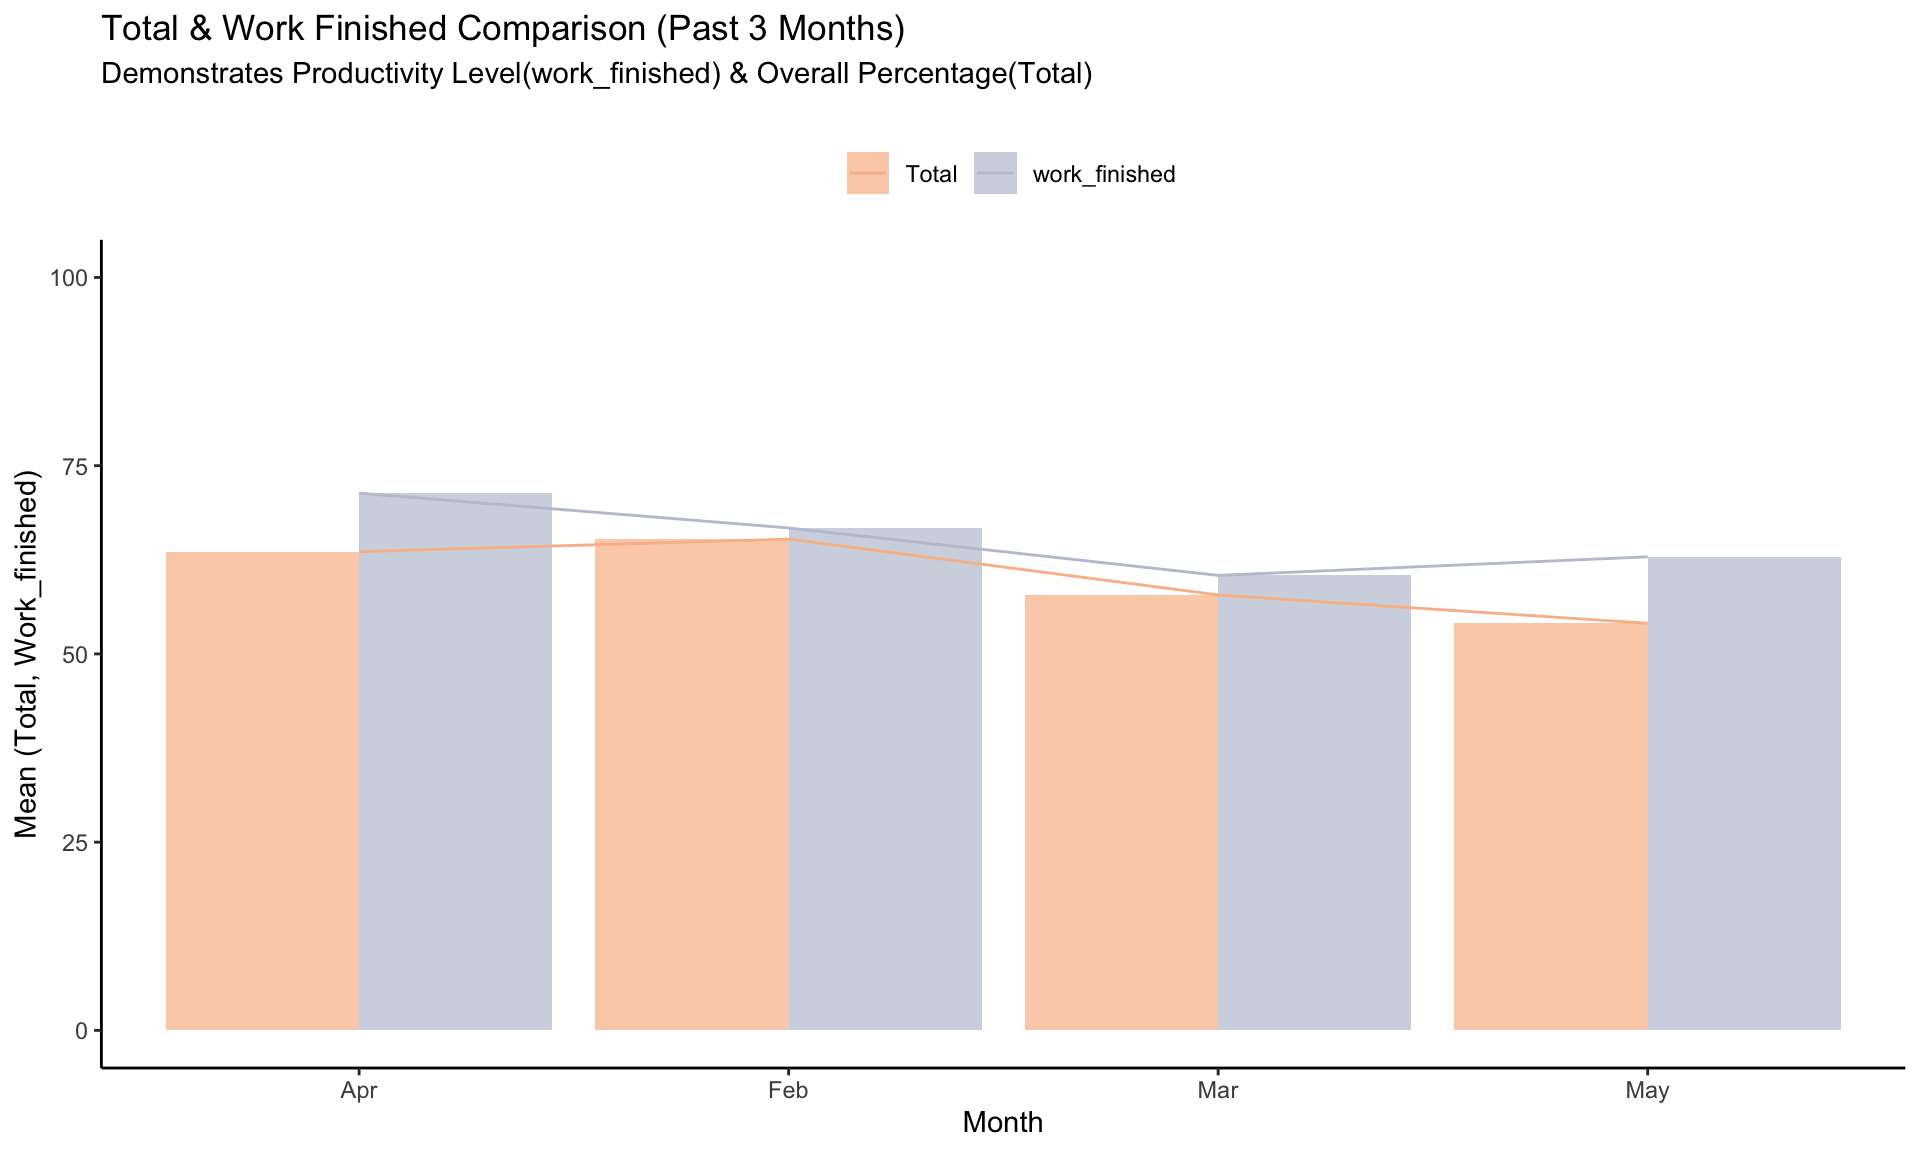 Total & Work Finished Comparison (Past 3 Months)
Demonstrates Productivity Level(work_finished) & Overall Percentage(Total)
Total work_finished
Mean (Total, Work_finished)
100
75
50
25
0
Apr Feb Mar May
Month